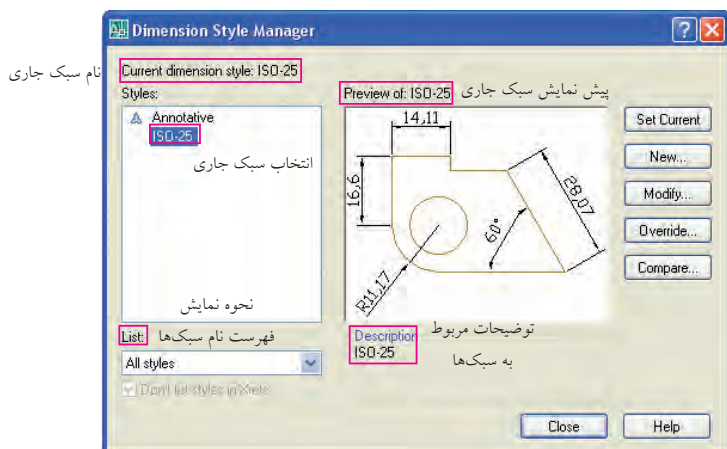 Dimension Style Manager
نام سبک جاری
Current dimension style: ISO-25
Styles:
Annotative
ISO-25
انتخاب سبک جاری
نحوه نمایش
List:
فهرست نام سبک‌ها
All styles
Don't list styles in Xrefs
Preview of: ISO-25
پیش نمایش سبک جاری
14,11
16,6
28,07
60°
R11,17
Description
ISO-25
توضیحات مربوط
به سبک‌ها
Set Current
New...
Modify...
Override...
Compare...
Close
Help